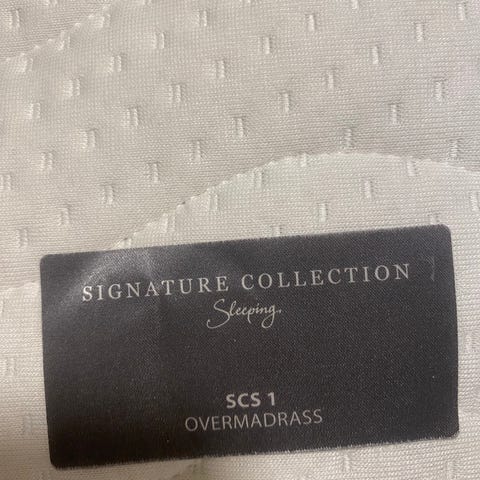 SIGNATURE COLLECTION
Sleeping.
SCS 1
OVERMADRASS